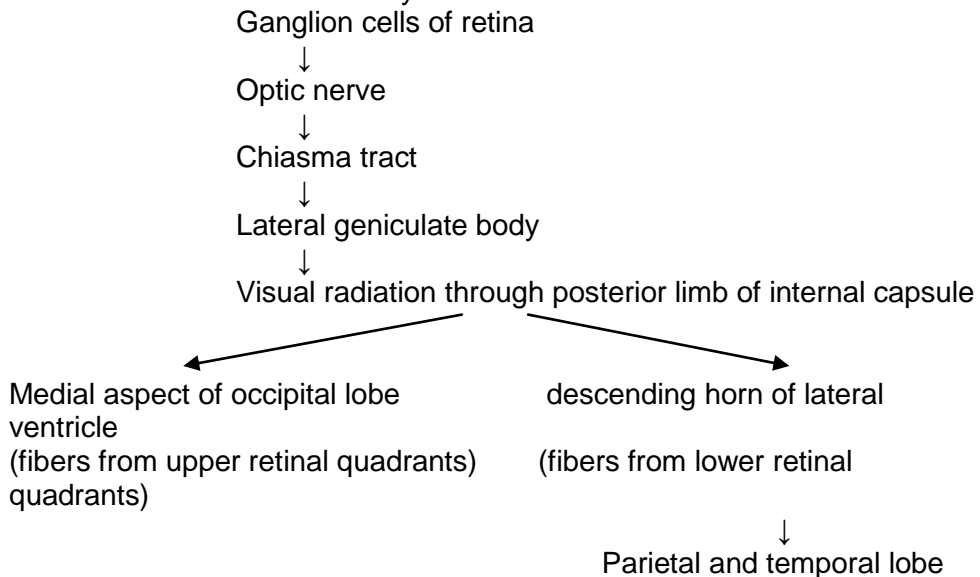 Ganglion cells of retina
↓
Optic nerve
↓
Chiasma tract
↓
Lateral geniculate body
↓
Visual radiation through posterior limb of internal capsule
Medial aspect of occipital lobe descending horn of lateral
ventricle
(fibers from upper retinal quadrants) (fibers from lower retinal
quadrants)
↓
Parietal and temporal lobe